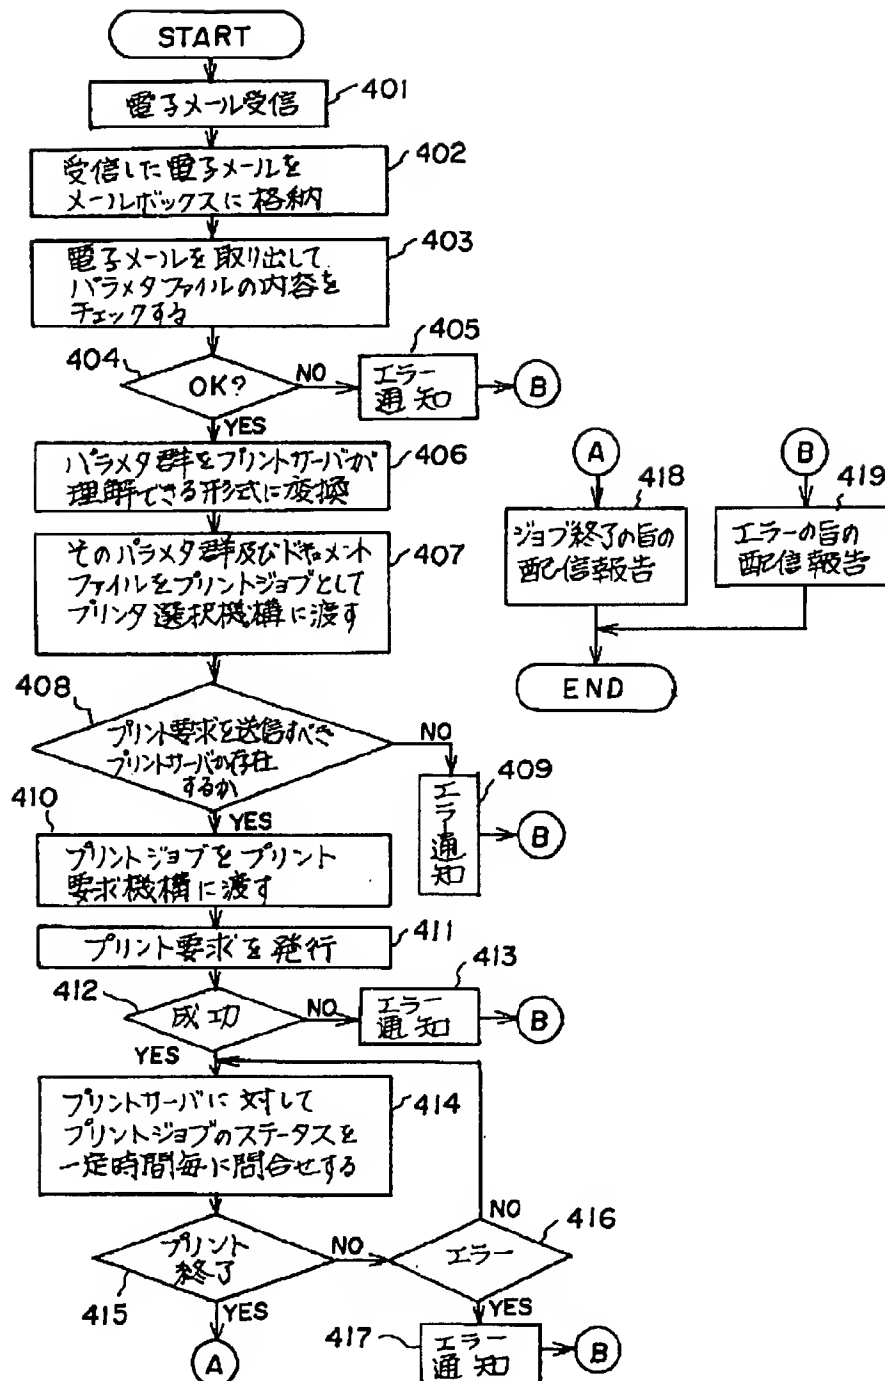 START
電子メール受信
401
受信した電子メールを
メールボックスに格納
402
電子メールを取り出して
パラメタファイルの内容を
チェックする
403
404
OK?
NO
YES
405
エラー
通知
B
パラメタ群をプリントサーバが
理解できる形式に変換
406
そのパラメタ群及びドキュメント
ファイルをプリントジョブとして
プリンタ選択機構に渡す
407
408
プリント要求を送信すべき
プリントサーバが存在
するか
NO
YES
409
エラー通知
B
410
プリントジョブをプリント
要求機構に渡す
プリント要求を発行
411
412
成功
NO
YES
413
エラー
通知
B
プリントサーバに対して
プリントジョブのステータスを
一定時間毎に問合せする
414
プリント
終了
415
NO
YES
A
エラー
416
NO
YES
417
エラー
通知
B
A
418
ジョブ終了の旨の
配信報告
B
419
エラーの旨の
配信報告
END